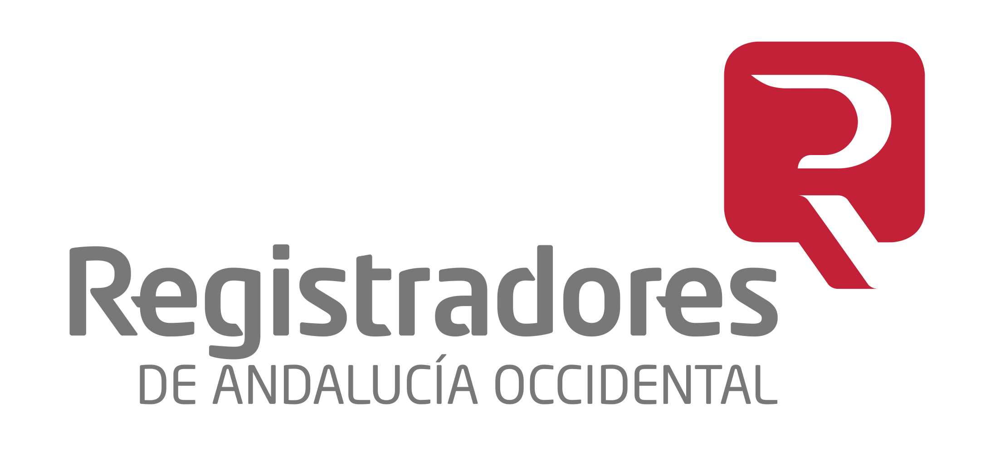 R
Registradores
DE ANDALUCÍA OCCIDENTAL